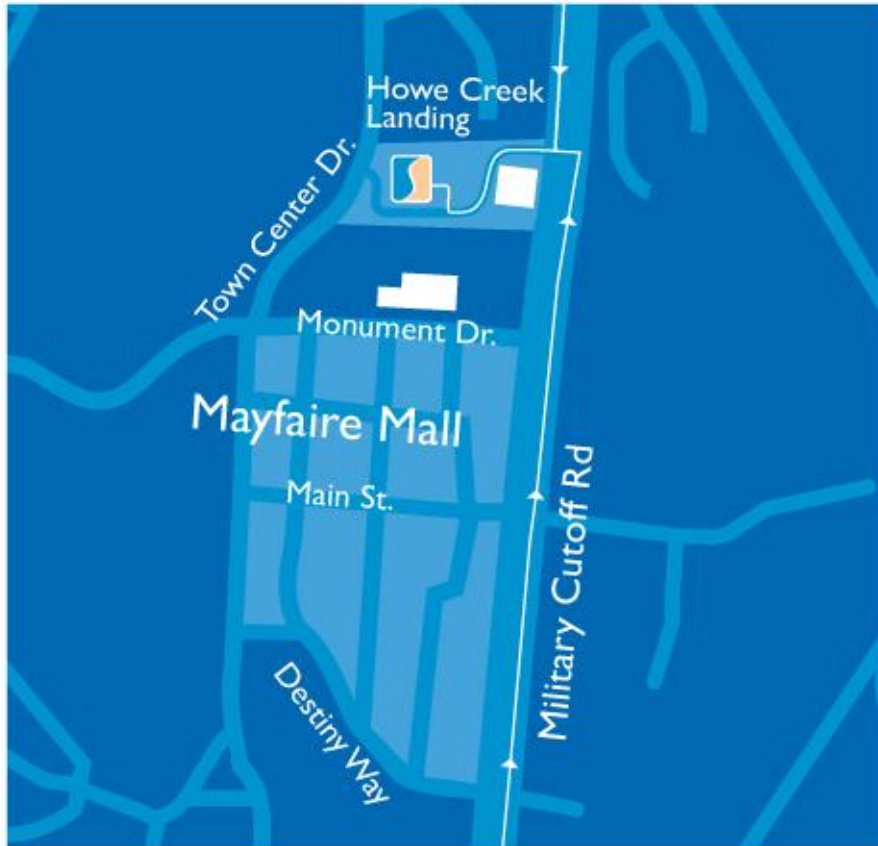 Howe Creek
Landing
Town Center Dr.
Monument Dr.
Mayfaire Mall
Main St.
Military Cutoff Rd
Destiny Way